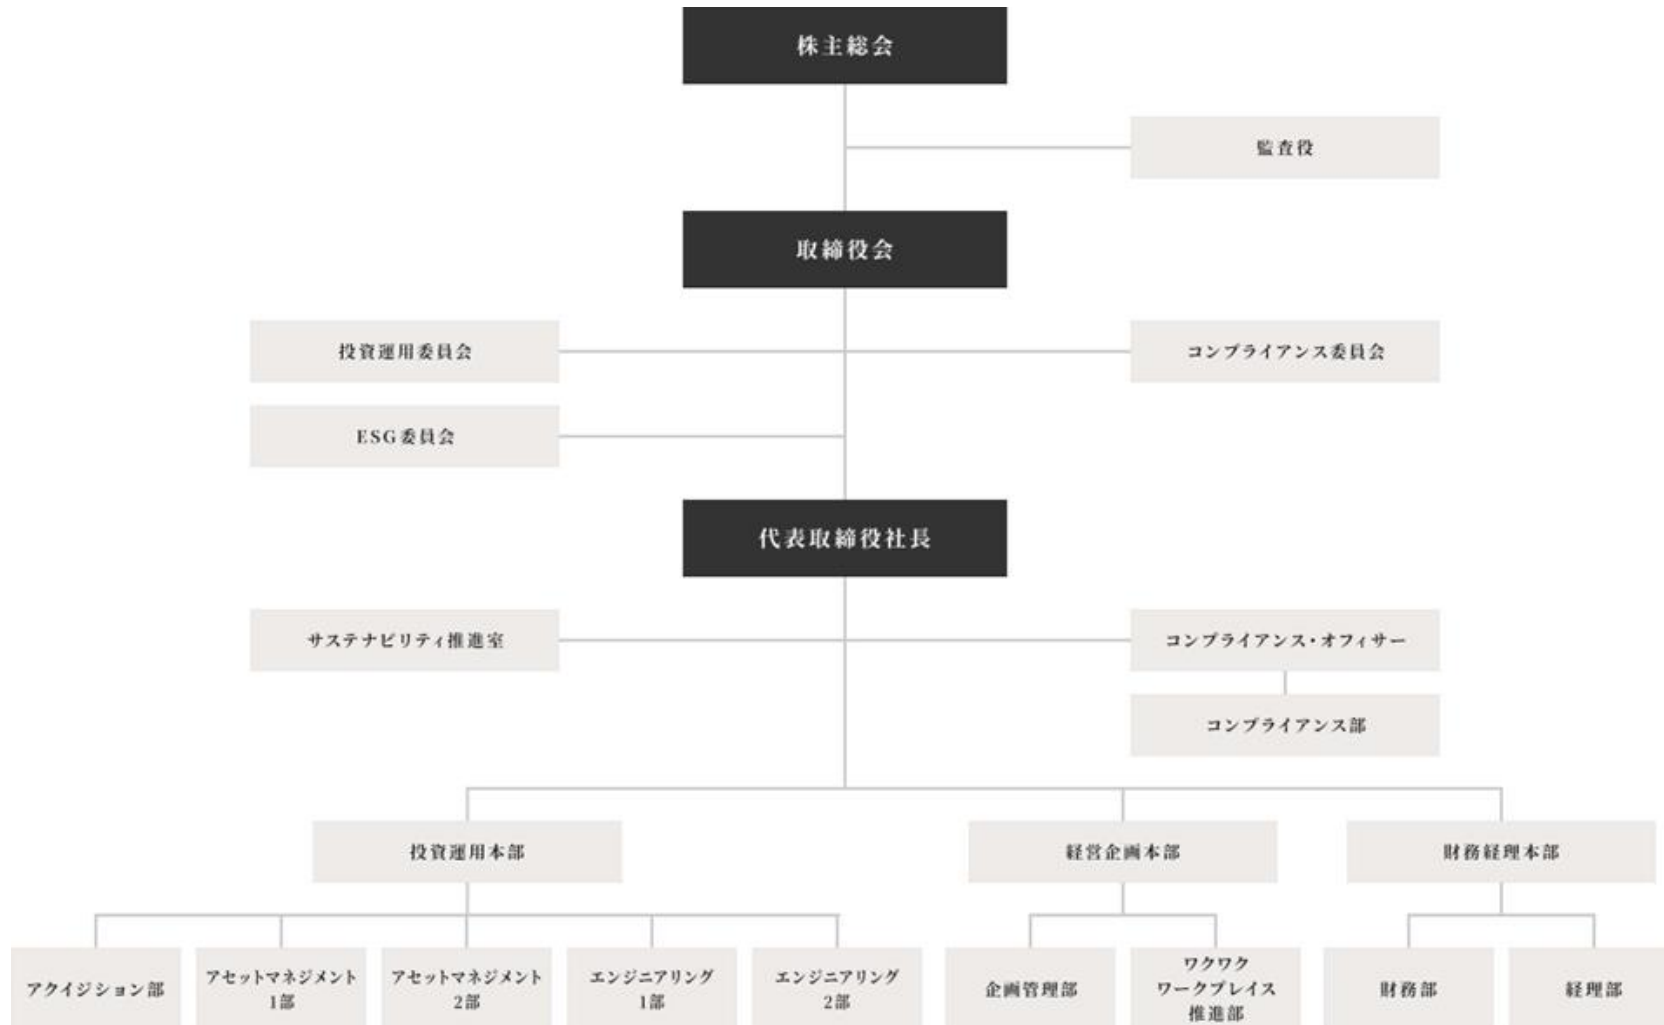 株主総会
監査役
取締役会
投資運用委員会
コンプライアンス委員会
ESG委員会
代表取締役社長
サステナビリティ推進室
コンプライアンス・オフィサー
コンプライアンス部
投資運用本部
経営企画本部
財務経理本部
アクイジション部
アセットマネジメント
1部
アセットマネジメント
2部
エンジニアリング
1部
エンジニアリング
2部
企画管理部
ワクワク
ワークプレイス
推進部
財務部
経理部